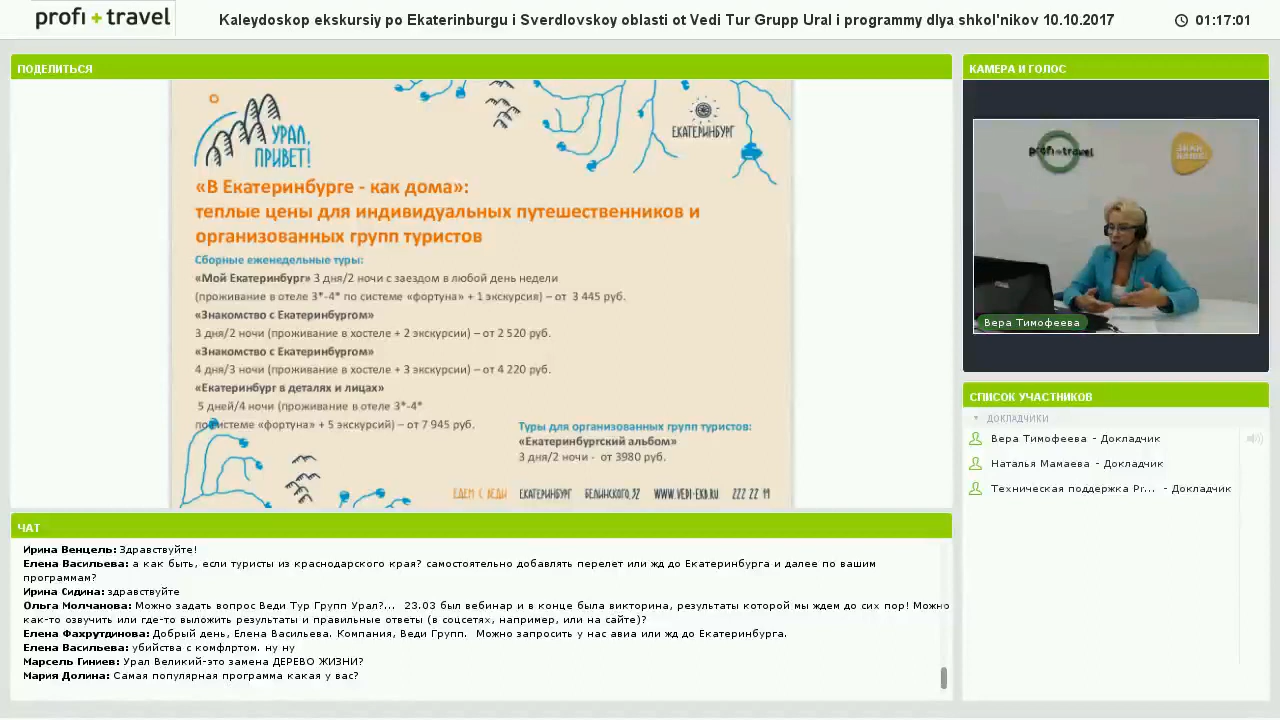 profi + travel
Kaleydoskop ekskursiy po Ekaterinburgu i Sverdlovskoy oblasti ot Vedi Tur Grupp Ural i programmy dlya shkol'nikov 10.10.2017
01:17:01
ПОДЕЛИТЬСЯ
УРАЛ,
ПРИВЕТ!
ЕКАТЕРИНБУРГ
«В Екатеринбурге - как дома»:
теплые цены для индивидуальных путешественников и
организованных групп туристов
Сборные еженедельные туры:
«Мой Екатеринбург» 3 дня/2 ночи с заездом в любой день недели
(проживание в отеле 3*-4* по системе «фортуна» + 1 экскурсия) – от 3 445 руб.
«Знакомство с Екатеринбургом»
3 дня/2 ночи (проживание в хостеле + 2 экскурсии) – от 2 520 руб.
«Знакомство с Екатеринбургом»
4 дня/3 ночи (проживание в хостеле + 3 экскурсии) – от 4 220 руб.
«Екатеринбург в деталях и лицах»
5 дней/4 ночи (проживание в отеле 3*-4*
по системе «фортуна» + 5 экскурсий) – от 7 945 руб.
Туры для организованных групп туристов:
«Екатеринбургский альбом»
3 дня/2 ночи - от 3980 руб.
ЕДЕМ С ВЕДИ ЕКАТЕРИНБУРГ БЕЛИНСКОГО, 32 WWW.VEDI-EKB.RU 222 22 11
ЧАТ
Ирина Венцель: Здравствуйте!
Елена Васильева: а как быть, если туристы из краснодарского края? самостоятельно добавлять перелет или жд до Екатеринбурга и далее по вашим
программам?
Ирина Сидина: здравствуйте
Ольга Молчанова: Можно задать вопрос Веди Тур Групп Урал?... 23.03 был вебинар и в конце была викторина, результаты которой мы ждем до сих пор! Можно
как-то озвучить или где-то выложить результаты и правильные ответы (в соцсетях, например, или на сайте)?
Елена Фахрутдинова: Добрый день, Елена Васильева. Компания, Веди Групп. Можно запросить у нас авиа или жд до Екатеринбурга.
Елена Васильева: убийства с комфлртом. ну ну
Марсель Гиниев: Урал Великий-это замена ДЕРЕВО ЖИЗНИ?
Мария Долина: Самая популярная программа какая у вас?
КАМЕРА И ГОЛОС
profi travel
Вера Тимофеева
СПИСОК УЧАСТНИКОВ
ДОКЛАДЧИКИ
Вера Тимофеева - Докладчик
Наталья Мамаева - Докладчик
Техническая поддержка Pr... - Докладчик